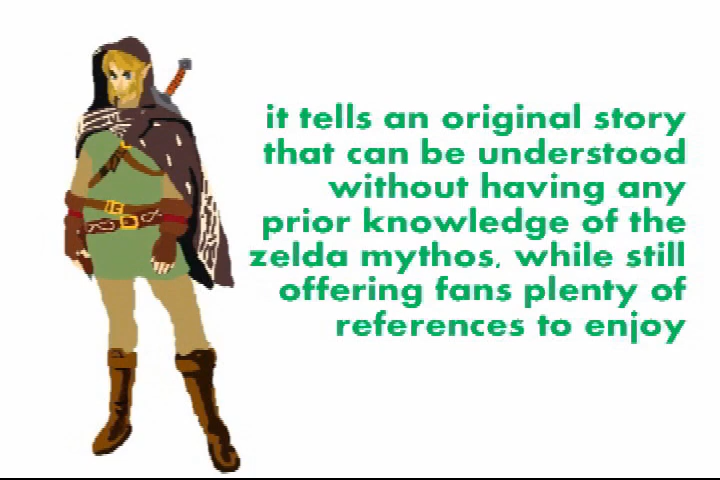 it tells an original story
that can be understood
without having any
prior knowledge of the
zelda mythos, while still
offering fans plenty of
references to enjoy